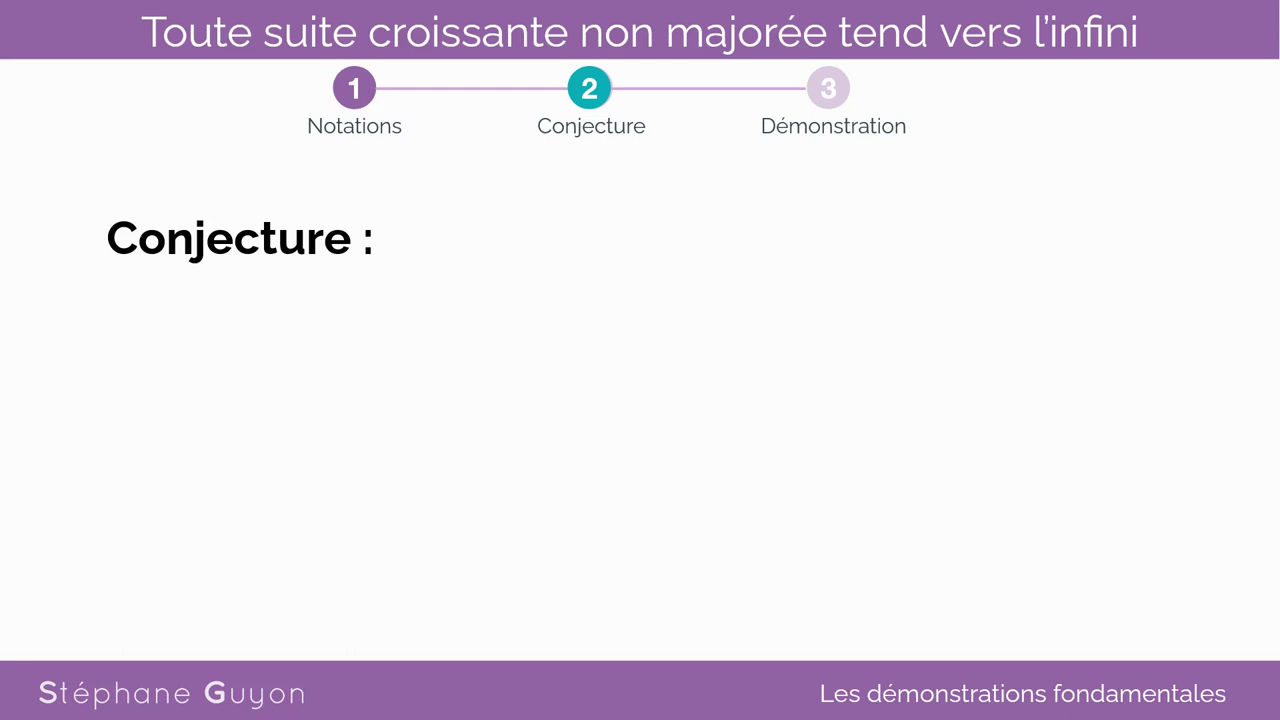 Toute suite croissante non majorée tend vers l'infini
1 2 3
Notations Conjecture Démonstration
Conjecture :
Stéphane Guyon
Les démonstrations fondamentales